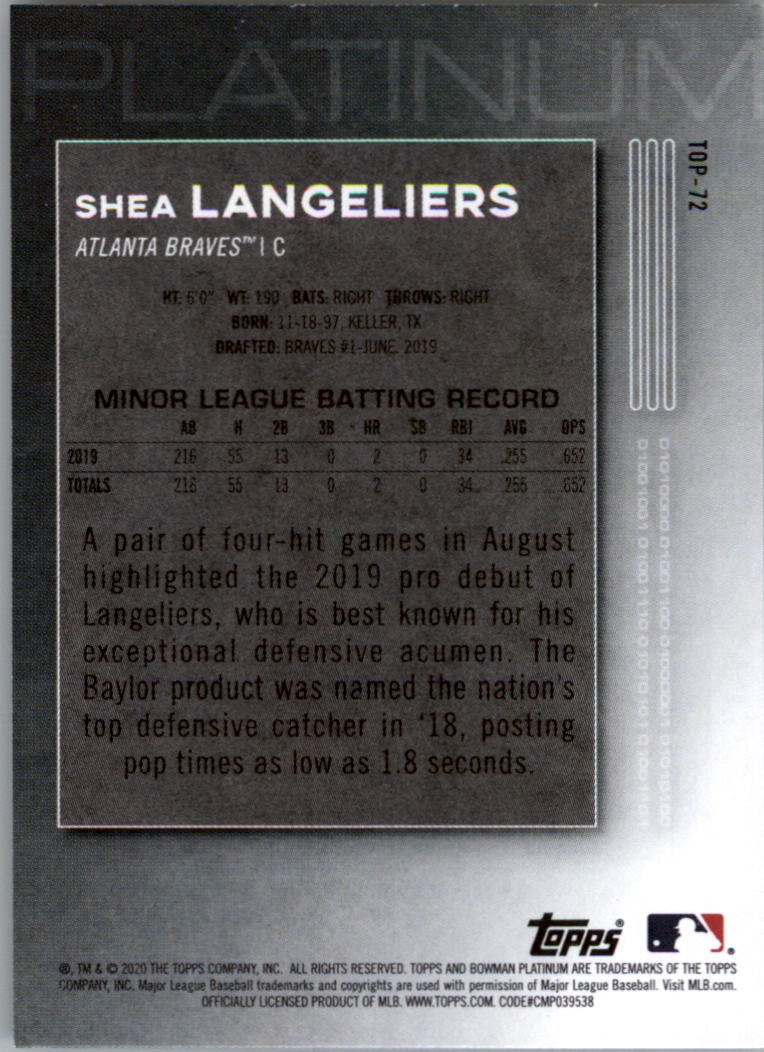 PLATINUM
TOP-72
SHEA LANGELIERS
ATLANTA BRAVES™ | C
HT: 6'0" WT: 190 BATS: RIGHT THROWS: RIGHT
BORN: 11-18-97, KELLER, TX
DRAFTED: BRAVES #1-JUNE, 2019
MINOR LEAGUE BATTING RECORD
AB H 2B 3B HR SB RBI AVG OPS
2019 216 55 13 0 2 0 34 .255 .652
TOTALS 216 55 13 0 2 0 34 .255 .652
A pair of four-hit games in August
highlighted the 2019 pro debut of
Langeliers, who is best known for his
exceptional defensive acumen. The
Baylor product was named the nation's
top defensive catcher in '18, posting
pop times as low as 1.8 seconds.
Topps®
®, TM & © 2020 THE TOPPS COMPANY, INC. ALL RIGHTS RESERVED. TOPPS AND BOWMAN PLATINUM ARE TRADEMARKS OF THE TOPPS
COMPANY, INC. Major League Baseball trademarks and copyrights are used with permission of Major League Baseball. Visit MLB.com.
OFFICIALLY LICENSED PRODUCT OF MLB. WWW.TOPPS.COM. CODE#CMP039538